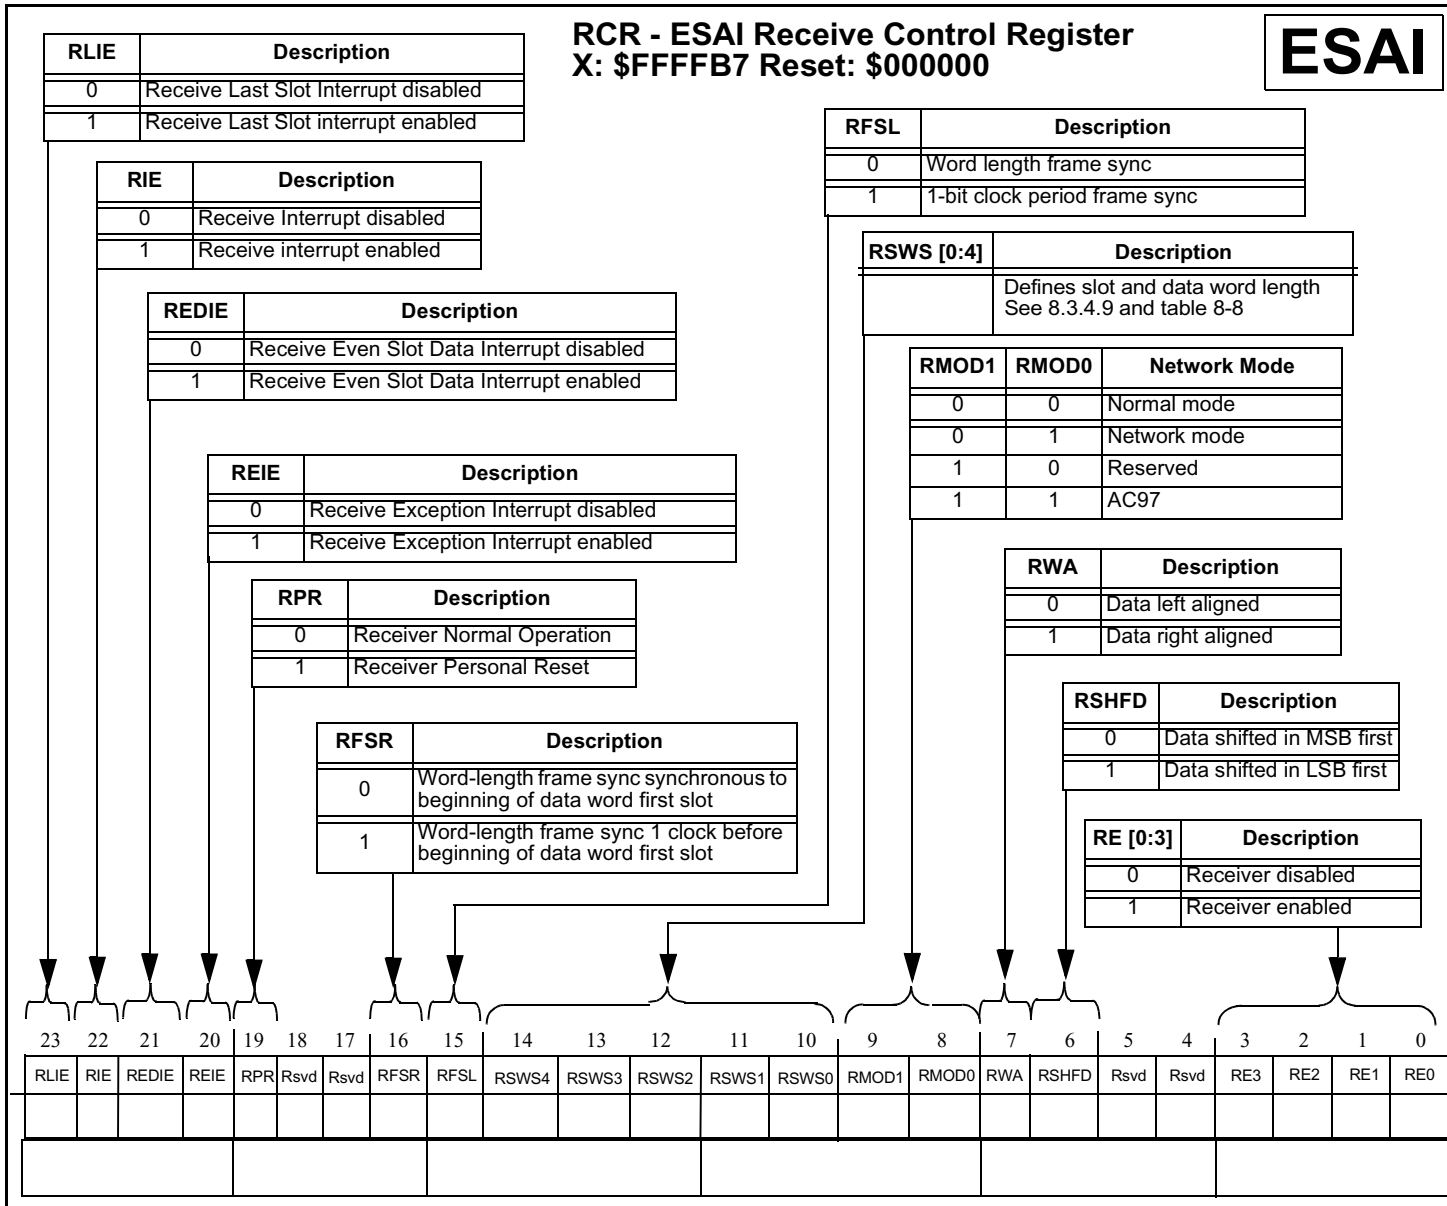 RCR - ESAI Receive Control Register
X: $FFFFB7 Reset: $000000
ESAI
RLIE Description
0 Receive Last Slot Interrupt disabled
1 Receive Last Slot interrupt enabled
RFSL Description
0 Word length frame sync
1 1-bit clock period frame sync
RIE Description
0 Receive Interrupt disabled
1 Receive interrupt enabled
RSWS [0:4] Description
Defines slot and data word length
See 8.3.4.9 and table 8-8
REDIE Description
0 Receive Even Slot Data Interrupt disabled
1 Receive Even Slot Data Interrupt enabled
RMOD1 RMOD0 Network Mode
0 0 Normal mode
0 1 Network mode
1 0 Reserved
1 1 AC97
REIE Description
0 Receive Exception Interrupt disabled
1 Receive Exception Interrupt enabled
RWA Description
0 Data left aligned
1 Data right aligned
RPR Description
0 Receiver Normal Operation
1 Receiver Personal Reset
RSHFD Description
0 Data shifted in MSB first
1 Data shifted in LSB first
RFSR Description
0 Word-length frame sync synchronous to
beginning of data word first slot
1 Word-length frame sync 1 clock before
beginning of data word first slot
RE [0:3] Description
0 Receiver disabled
1 Receiver enabled
23 22 21 20 19 18 17 16 15 14 13 12 11 10 9 8 7 6 5 4 3 2 1 0
RLIE RIE REDIE REIE RPR Rsvd Rsvd RFSR RFSL RSWS4 RSWS3 RSWS2 RSWS1 RSWS0 RMOD1 RMOD0 RWA RSHFD Rsvd Rsvd RE3 RE2 RE1 RE0